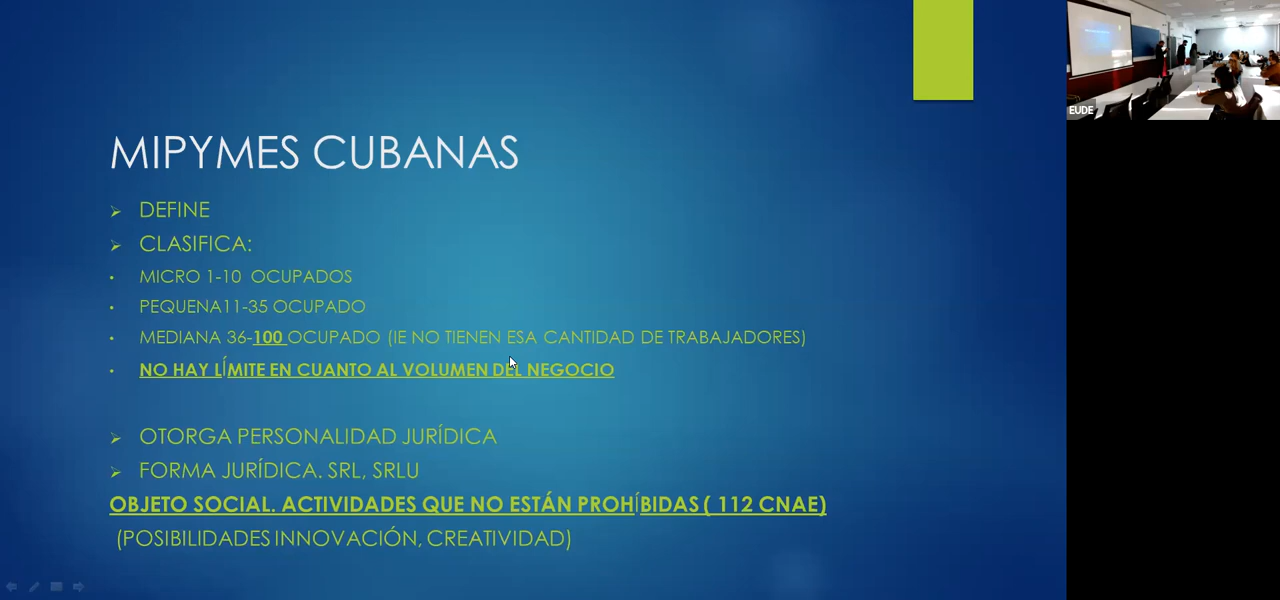 MIPYMES CUBANAS
DEFINE
CLASIFICA:
MICRO 1-10 OCUPADOS
PEQUENA11-35 OCUPADO
MEDIANA 36-100 OCUPADO (IE NO TIENEN ESA CANTIDAD DE TRABAJADORES)
NO HAY LÍMITE EN CUANTO AL VOLUMEN DEL NEGOCIO
OTORGA PERSONALIDAD JURÍDICA
FORMA JURÍDICA. SRL, SRLU
OBJETO SOCIAL. ACTIVIDADES QUE NO ESTÁN PROHÍBIDAS ( 112 CNAE)
(POSIBILIDADES INNOVACIÓN, CREATIVIDAD)
EUDE